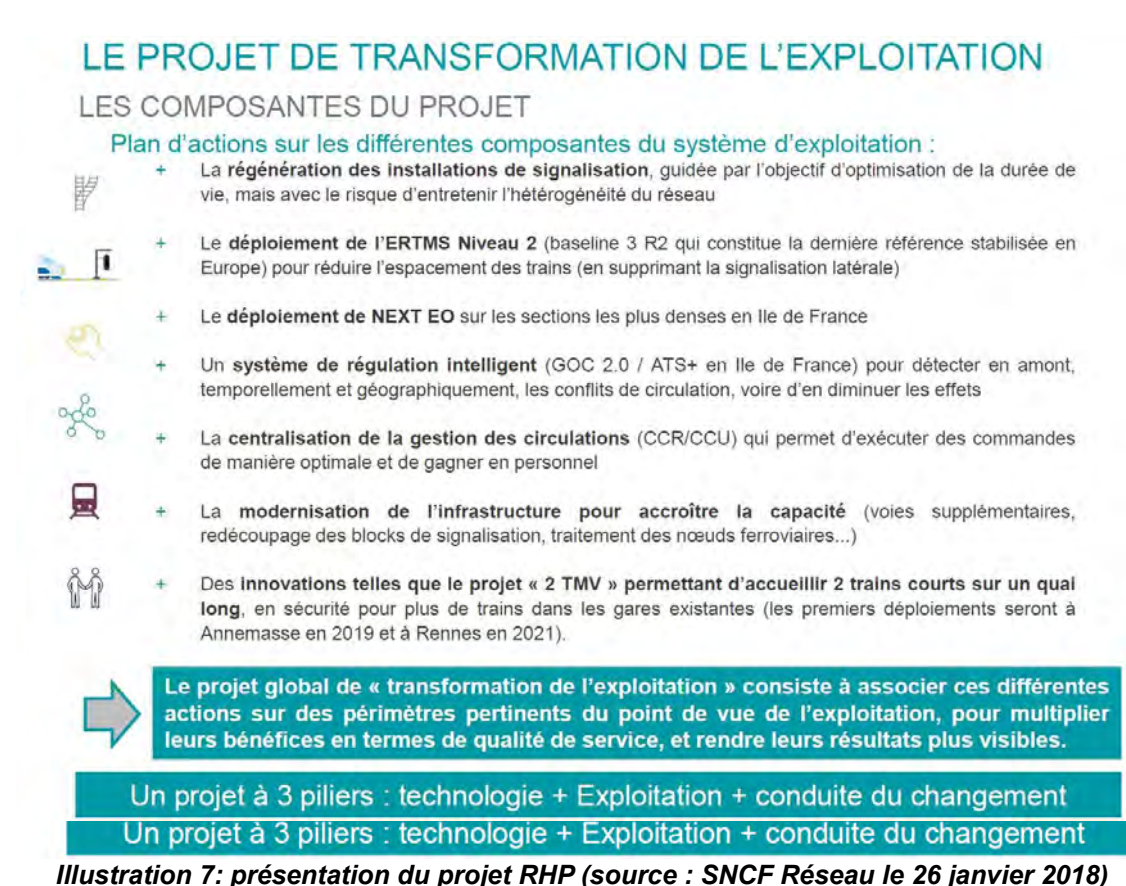 LE PROJET DE TRANSFORMATION DE L'EXPLOITATION
LES COMPOSANTES DU PROJET
Plan d'actions sur les différentes composantes du système d'exploitation :
+ La régénération des installations de signalisation, guidée par l'objectif d'optimisation de la durée de
vie, mais avec le risque d'entretenir l'hétérogénéité du réseau
+ Le déploiement de l'ERTMS Niveau 2 (baseline 3 R2 qui constitue la dernière référence stabilisée en
Europe) pour réduire l'espacement des trains (en supprimant la signalisation latérale)
+ Le déploiement de NEXT EO sur les sections les plus denses en Ile de France
+ Un système de régulation intelligent (GOC 2.0 / ATS+ en Ile de France) pour détecter en amont,
temporellement et géographiquement, les conflits de circulation, voire d'en diminuer les effets
+ La centralisation de la gestion des circulations (CCR/CCU) qui permet d'exécuter des commandes
de manière optimale et de gagner en personnel
+ La modernisation de l'infrastructure pour accroître la capacité (voies supplémentaires,
redécoupage des blocks de signalisation, traitement des nœuds ferroviaires...)
+ Des innovations telles que le projet « 2 TMV » permettant d'accueillir 2 trains courts sur un quai
long, en sécurité pour plus de trains dans les gares existantes (les premiers déploiements seront à
Annemasse en 2019 et à Rennes en 2021).
Le projet global de « transformation de l'exploitation » consiste à associer ces différentes
actions sur des périmètres pertinents du point de vue de l'exploitation, pour multiplier
leurs bénéfices en termes de qualité de service, et rendre leurs résultats plus visibles.
Un projet à 3 piliers : technologie + Exploitation + conduite du changement
Un projet à 3 piliers : technologie + Exploitation + conduite du changement
Illustration 7: présentation du projet RHP (source : SNCF Réseau le 26 janvier 2018)